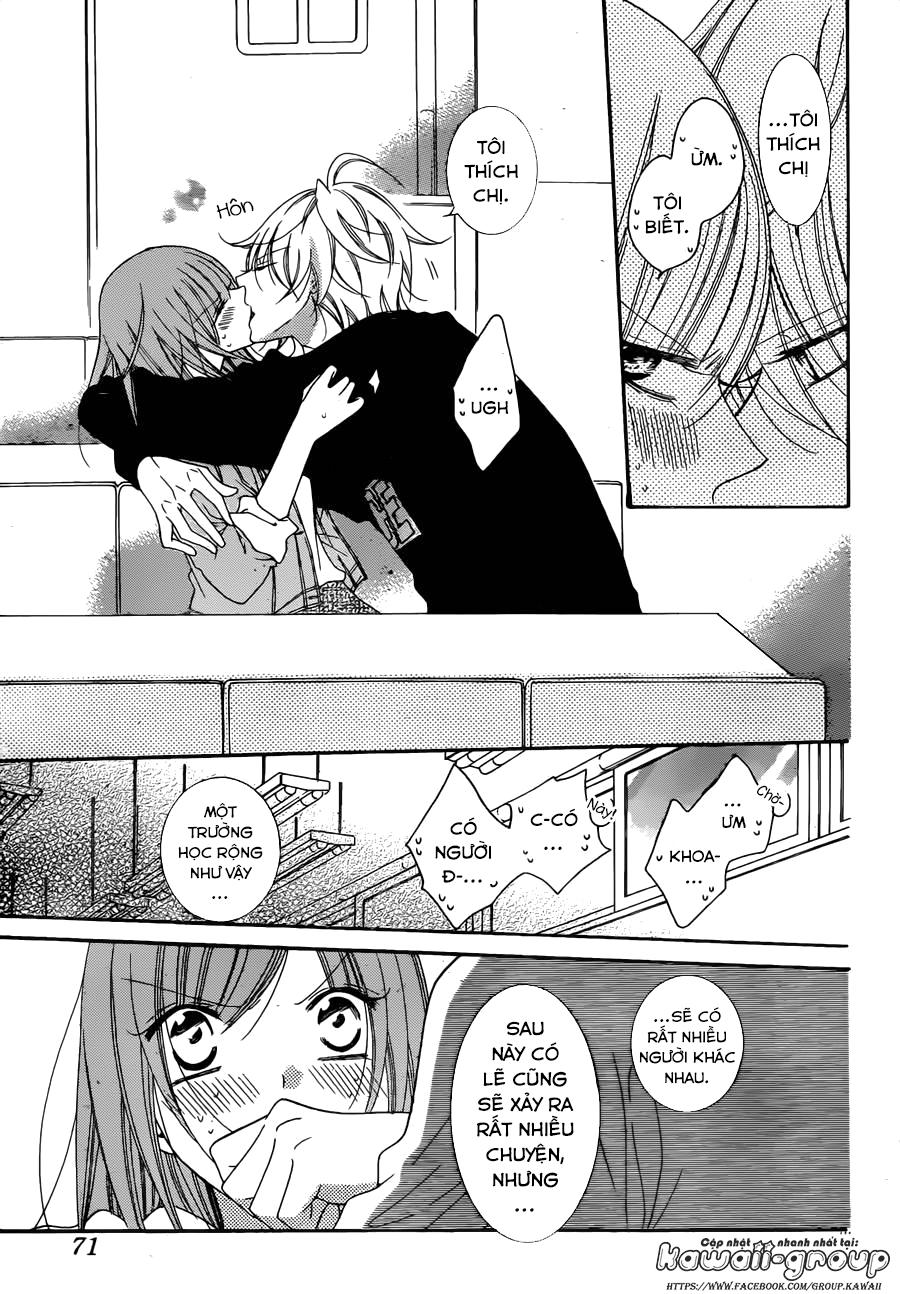 ...TÔI
THÍCH
CHỊ
ỪM.
TÔI
BIẾT.
TÔI
THÍCH
CHỊ.
Hôn
...
UGH
Chờ-
...
ƯM
KHOA-
...
Này!
C-CÓ
...
CÓ
NGƯỜI
Đ-...
MỘT
TRƯỜNG
HỌC RỘNG
NHƯ VẬY
...
...SẼ CÓ
RẤT NHIỀU
NGƯỜI KHÁC
NHAU.
SAU
NÀY CÓ
LẼ CŨNG
SẼ XẢY RA
RẤT NHIỀU
CHUYỆN,
NHƯNG
...
71
Cập nhật nhanh nhất tại:
kawaii-group
HTTPS://WWW.FACEBOOK.COM/GROUP.KAWAII